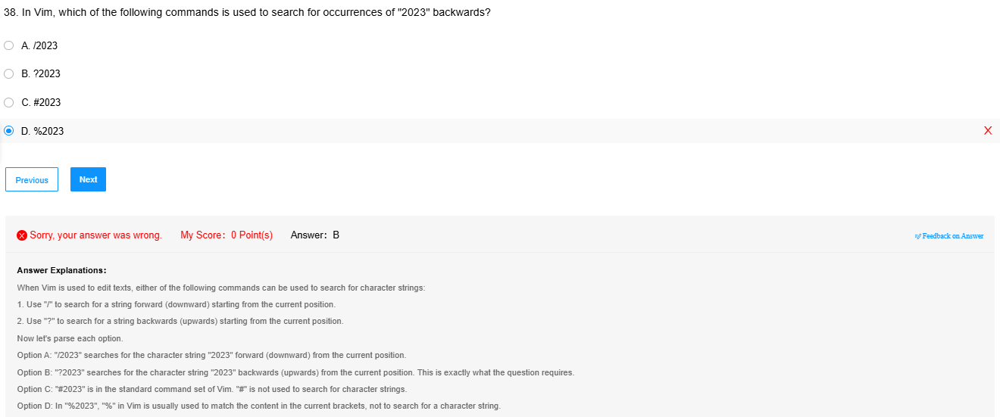 38. In Vim, which of the following commands is used to search for occurrences of "2023" backwards?
A. /2023
B. ?2023
C. #2023
D. %2023
X
Previous
Next
Sorry, your answer was wrong. My Score: 0 Point(s) Answer: B
Feedback on Answer
Answer Explanations:
When Vim is used to edit texts, either of the following commands can be used to search for character strings:
1. Use "/" to search for a string forward (downward) starting from the current position.
2. Use "?" to search for a string backwards (upwards) starting from the current position.
Now let's parse each option.
Option A: "/2023" searches for the character string "2023" forward (downward) from the current position.
Option B: "?2023" searches for the character string "2023" backwards (upwards) from the current position. This is exactly what the question requires.
Option C: "#2023" is in the standard command set of Vim. "#" is not used to search for character strings.
Option D: In "%2023", "%" in Vim is usually used to match the content in the current brackets, not to search for a character string.